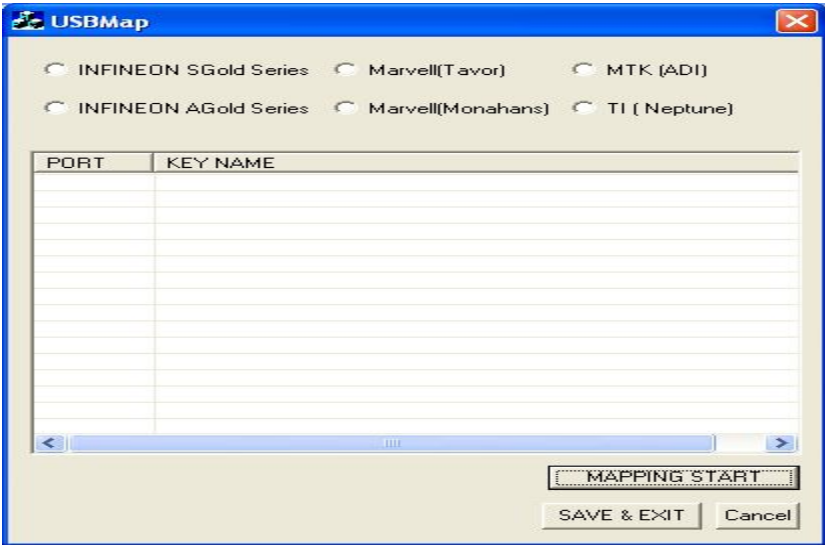 USBMap
INFINEON SGold Series Marvell(Tavor) MTK (ADI)
INFINEON AGold Series Marvell(Monahans) TI ( Neptune)
PORT KEY NAME
MAPPING START
SAVE & EXIT Cancel